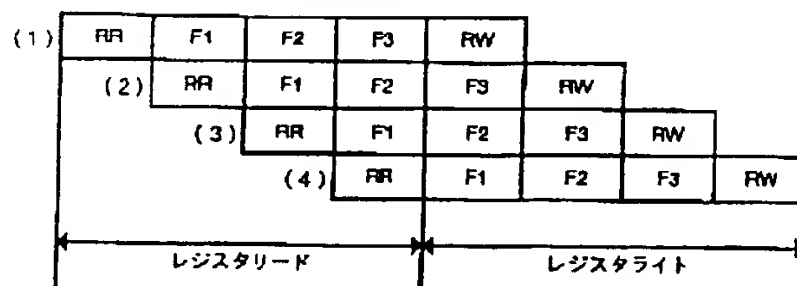 (1) RR F1 F2 F3 RW
(2) RR F1 F2 F3 RW
(3) RR F1 F2 F3 RW
(4) RR F1 F2 F3 RW
レジスタリード レジスタライト